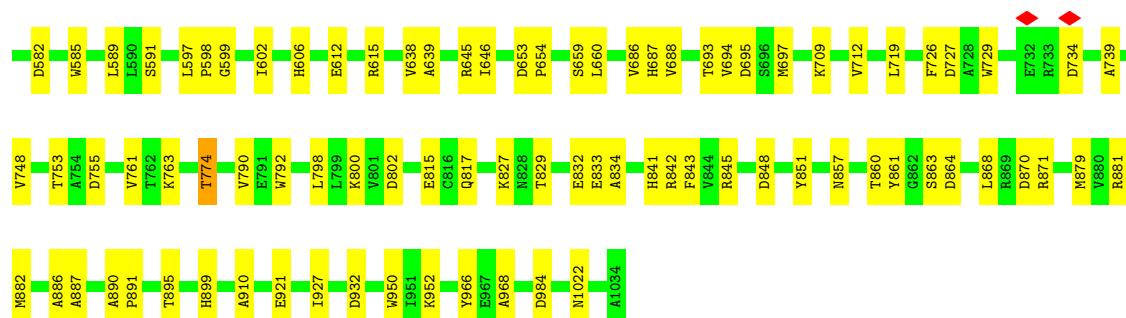 D582 W585 L589 L590 S591 L597 P598 G599 I602 H606 E612 R615 V638 A639 R645 I646 D653 P654 S659 L660 V686 H687 V688 T693 V694 D695 S696 M697 K709 V712 L719 F726 D727 A728 W729 E732 R733 D734 A739
V748 T753 A754 D755 V761 T762 K763 T774 V790 E791 W792 L798 L799 K800 V801 D802 E815 C816 Q817 K827 N828 T829 E832 E833 A834 H841 R842 F843 V844 R845 D848 Y851 N857 T860 Y861 G862 S863 D864 L868 R869 D870 R871 M879 V880 R881
M882 A886 A887 A890 P891 T895 H899 A910 E921 I927 D932 W950 I951 K952 Y966 E967 A968 D984 N1022 A1034